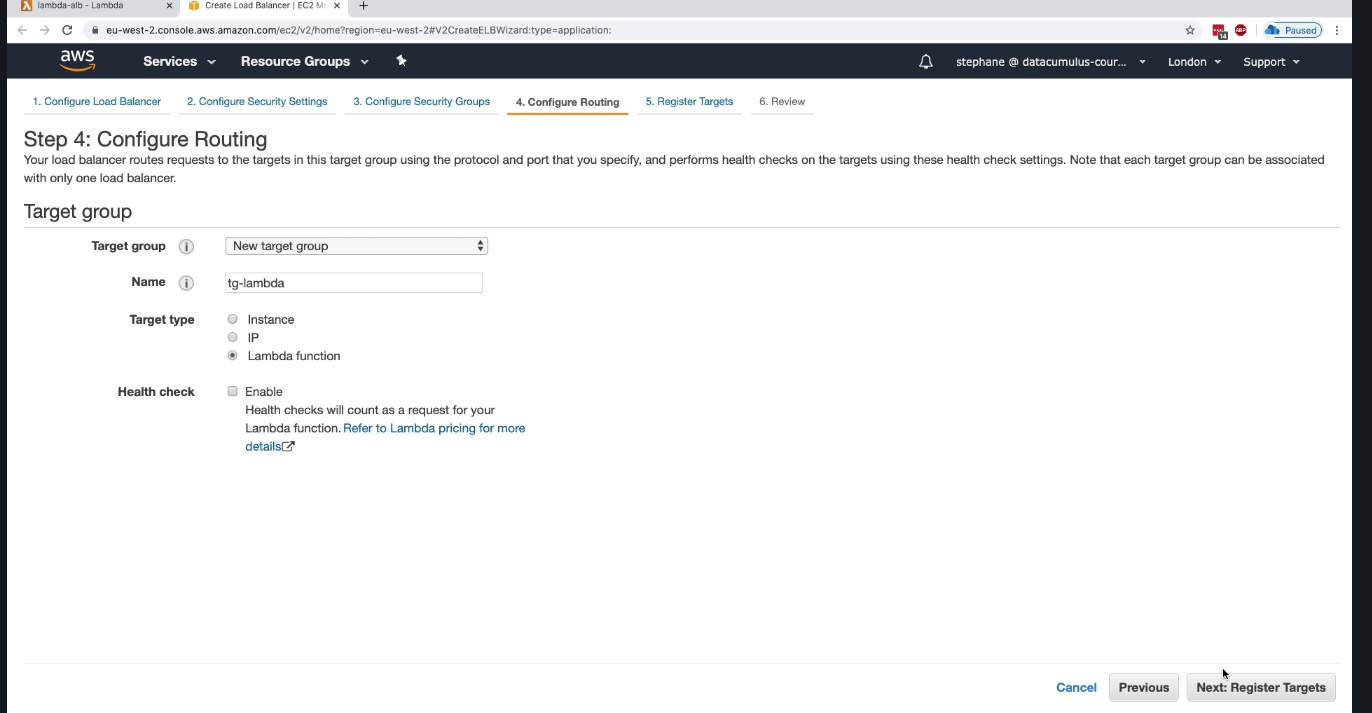 lambda-alb - Lambda
Create Load Balancer | EC2 Ma
eu-west-2.console.aws.amazon.com/ec2/v2/home?region=eu-west-2#V2CreateELBWizard:type=application:
14
ABP
Paused
aws
Services
Resource Groups
stephane @ datacumulus-cour...
London
Support
1. Configure Load Balancer
2. Configure Security Settings
3. Configure Security Groups
4. Configure Routing
5. Register Targets
6. Review
Step 4: Configure Routing
Your load balancer routes requests to the targets in this target group using the protocol and port that you specify, and performs health checks on the targets using these health check settings. Note that each target group can be associated
with only one load balancer.
Target group
Target group i New target group
Name i tg-lambda
Target type Instance
IP
Lambda function
Health check Enable
Health checks will count as a request for your
Lambda function. Refer to Lambda pricing for more
details
Cancel Previous Next: Register Targets